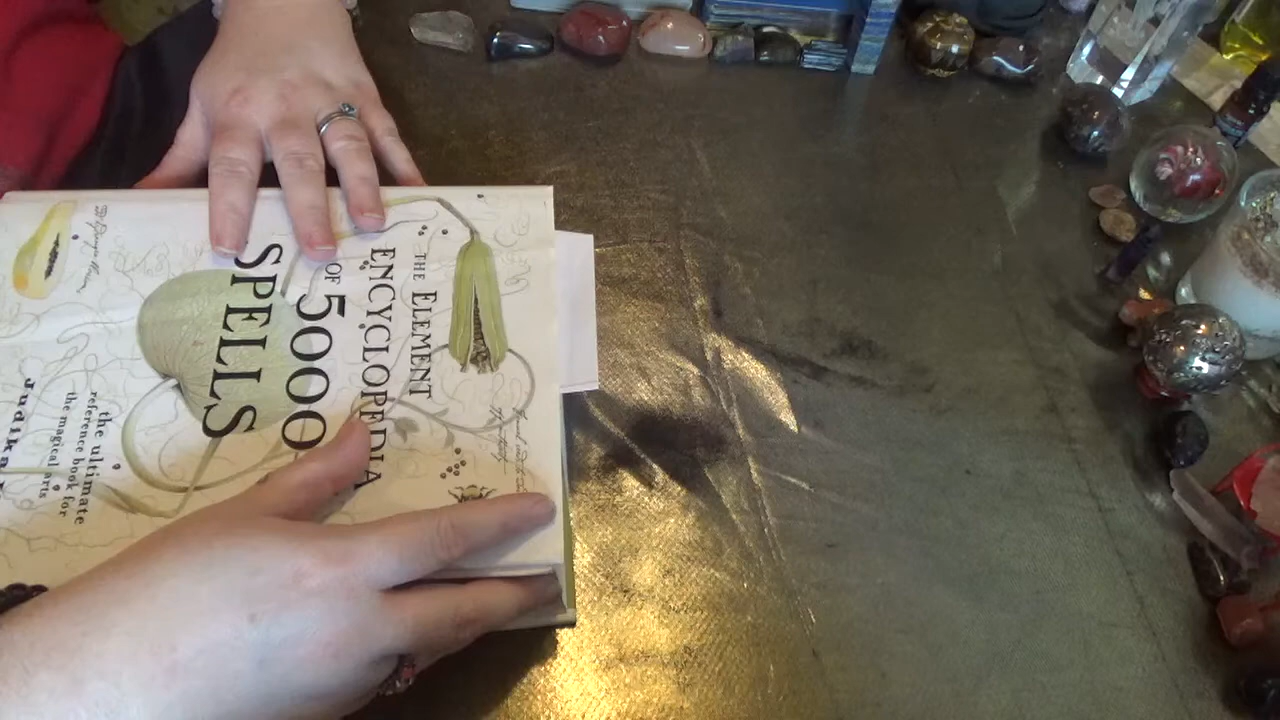 THE ELEMENT
ENCYCLOPEDIA
OF 5000
SPELLS
the ultimate
reference book for
the magical arts